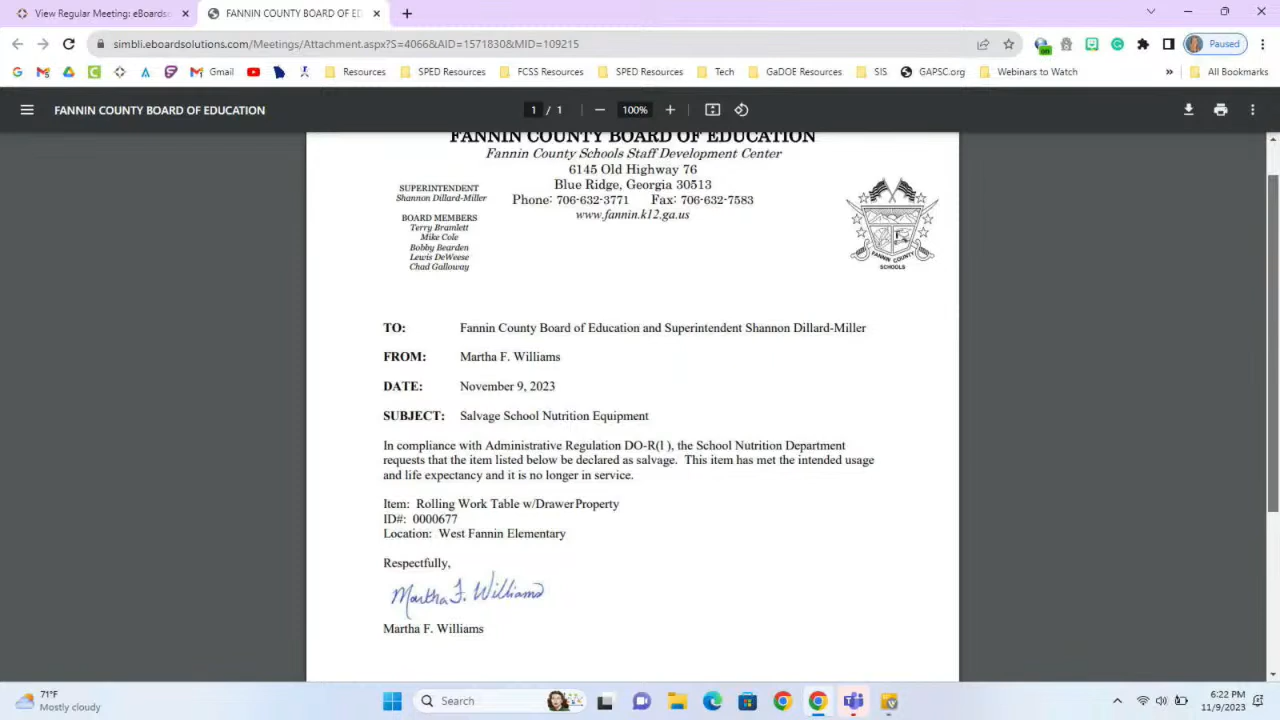 View Regular Meeting: eBoards
FANNIN COUNTY BOARD OF ED
simbli.eboardsolutions.com/Meetings/Attachment.aspx?S=4066&AID=1571830&MID=109215
on
Paused
Gmail
Resources
SPED Resources
FCSS Resources
SPED Resources
Tech
GaDOE Resources
SIS
GAPSC.org
Webinars to Watch
»
All Bookmarks
FANNIN COUNTY BOARD OF EDUCATION
1 / 1
100%
FANNIN COUNTY BOARD OF EDUCATION
Fannin County Schools Staff Development Center
6145 Old Highway 76
Blue Ridge, Georgia 30513
Phone: 706-632-3771 Fax: 706-632-7583
www.fannin.k12.ga.us
SUPERINTENDENT
Shannon Dillard-Miller
BOARD MEMBERS
Terry Bramlett
Mike Cole
Bobby Bearden
Lewis DeWeese
Chad Galloway
FANNIN COUNTY
SCHOOLS
TO: Fannin County Board of Education and Superintendent Shannon Dillard-Miller
FROM: Martha F. Williams
DATE: November 9, 2023
SUBJECT: Salvage School Nutrition Equipment
In compliance with Administrative Regulation DO-R(1 ), the School Nutrition Department
requests that the item listed below be declared as salvage. This item has met the intended usage
and life expectancy and it is no longer in service.
Item: Rolling Work Table w/Drawer Property
ID#: 0000677
Location: West Fannin Elementary
Respectfully,
Martha F. Williams
Martha F. Williams
71°F
Mostly cloudy
Search
6:22 PM
11/9/2023